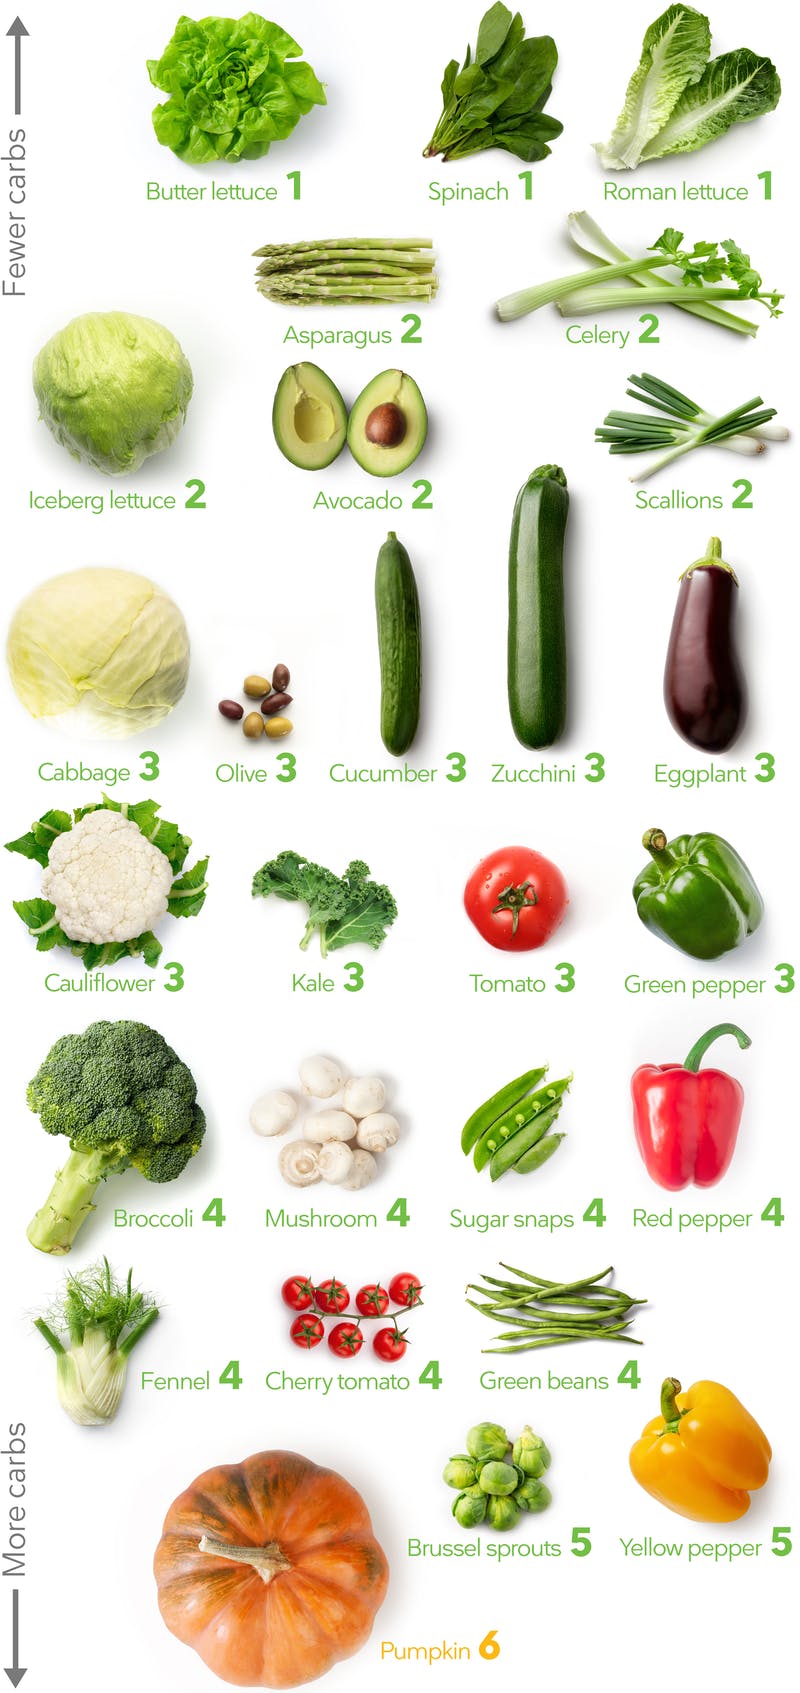 Fewer carbs
Butter lettuce 1
Spinach 1
Roman lettuce 1
Asparagus 2
Celery 2
Iceberg lettuce 2
Avocado 2
Scallions 2
Cabbage 3
Olive 3
Cucumber 3
Zucchini 3
Eggplant 3
Cauliflower 3
Kale 3
Tomato 3
Green pepper 3
Broccoli 4
Mushroom 4
Sugar snaps 4
Red pepper 4
Fennel 4
Cherry tomato 4
Green beans 4
More carbs
Brussel sprouts 5
Yellow pepper 5
Pumpkin 6